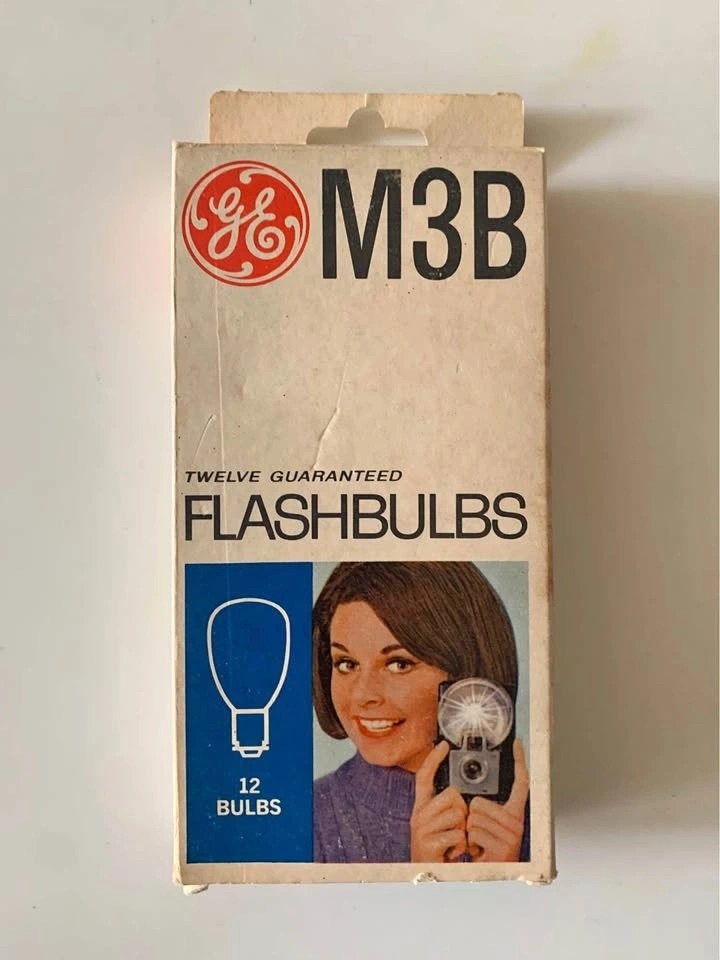 GE M3B
TWELVE GUARANTEED
FLASHBULBS
12
BULBS